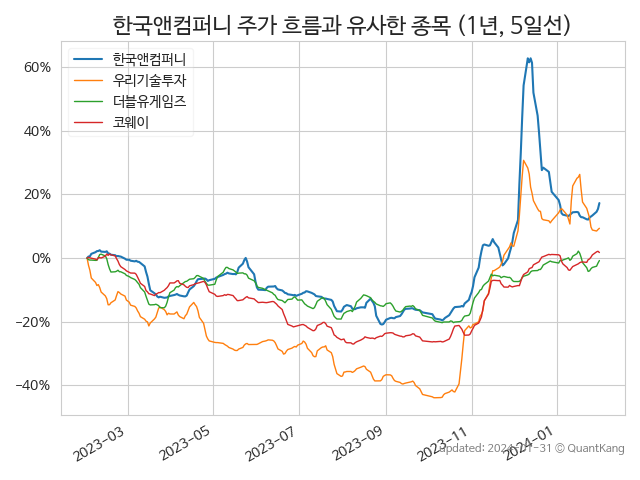 한국앤컴퍼니 주가 흐름과 유사한 종목 (1년, 5일선)
한국앤컴퍼니
우리기술투자
더블유게임즈
코웨이
60%
40%
20%
0%
−20%
−40%
2023−03
2023−05
2023−07
2023−09
2023−11
2024−01
updated: 2024-01-31 © QuantKang